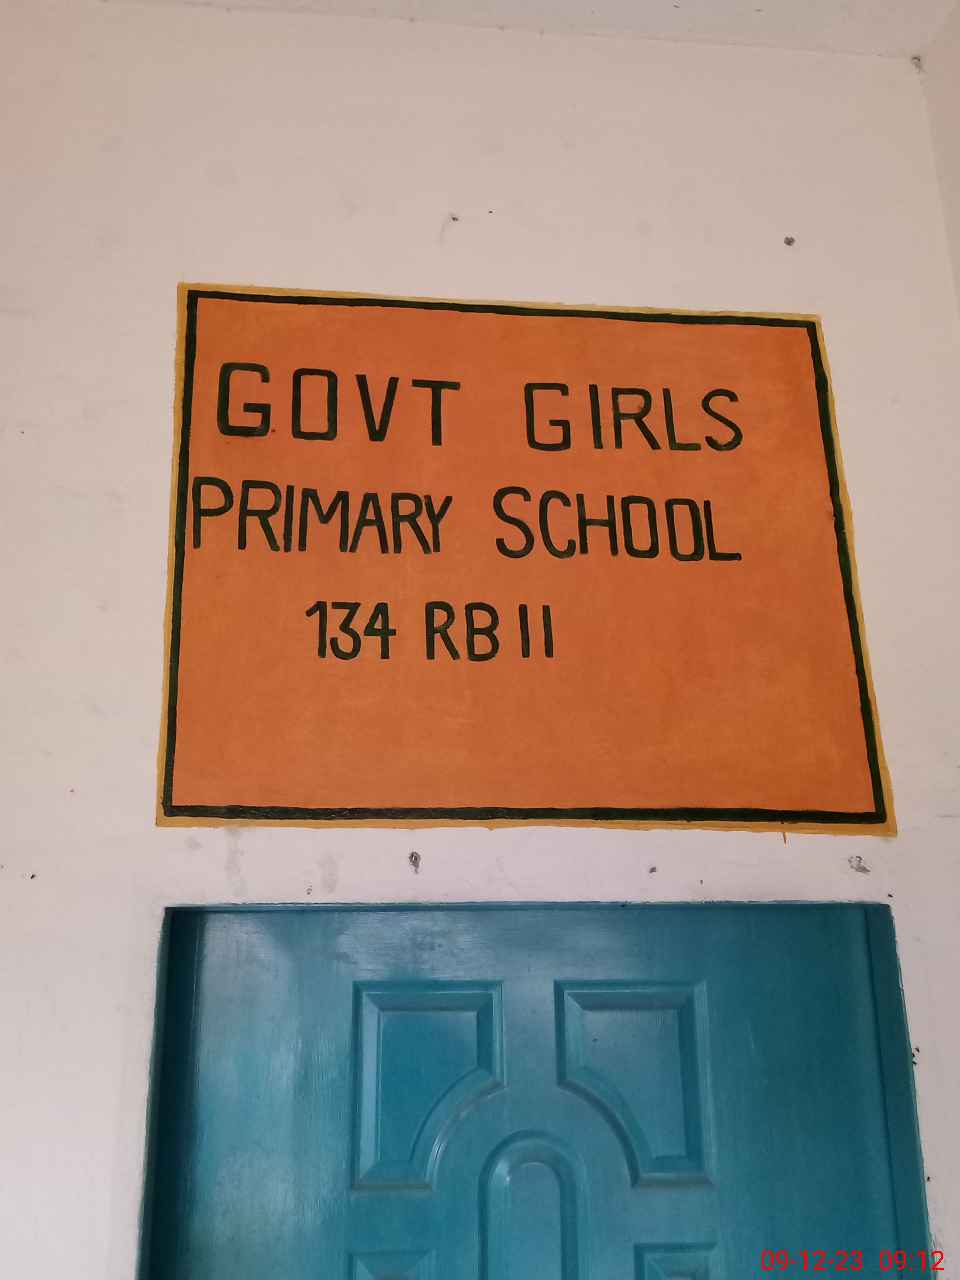 GOVT GIRLS
PRIMARY SCHOOL
134 RB II
09-12-23 09:12